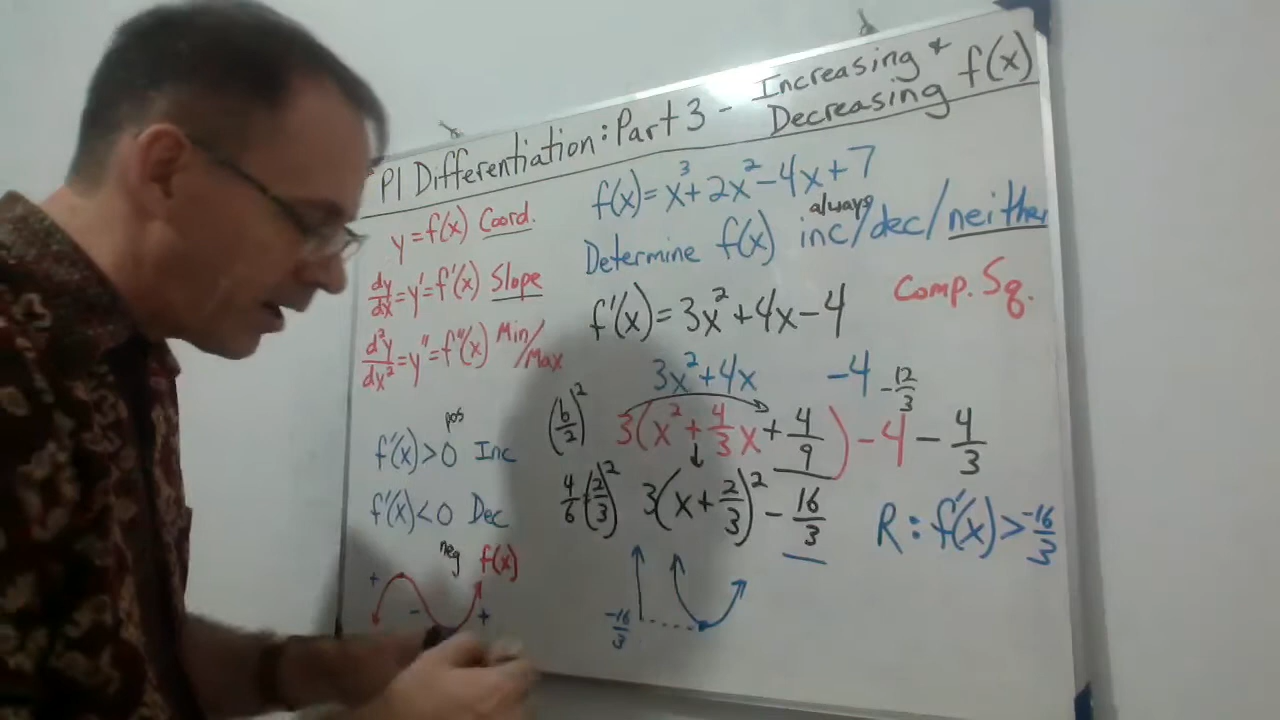 P1 Differentiation: Part 3 - Increasing + Decreasing f(x)
y = f(x) Coord.
dy/dx = y' = f'(x) Slope
d²y/dx² = y" = f"(x) Min/Max
pos
f'(x) > 0 Inc
f'(x) < 0 Dec
neg f(x)
+ - +
f(x) = x³ + 2x² - 4x + 7
always
Determine f(x) inc/dec/neither
f'(x) = 3x² + 4x - 4
Comp. Sq.
3x² + 4x -4 -12/3
(b/2)² 3(x² + 4/3 x + 4/9) - 4 - 4/3
4/6 (2/3)² 3(x + 2/3)² - 16/3
R: f'(x) > -16/3
-16/3